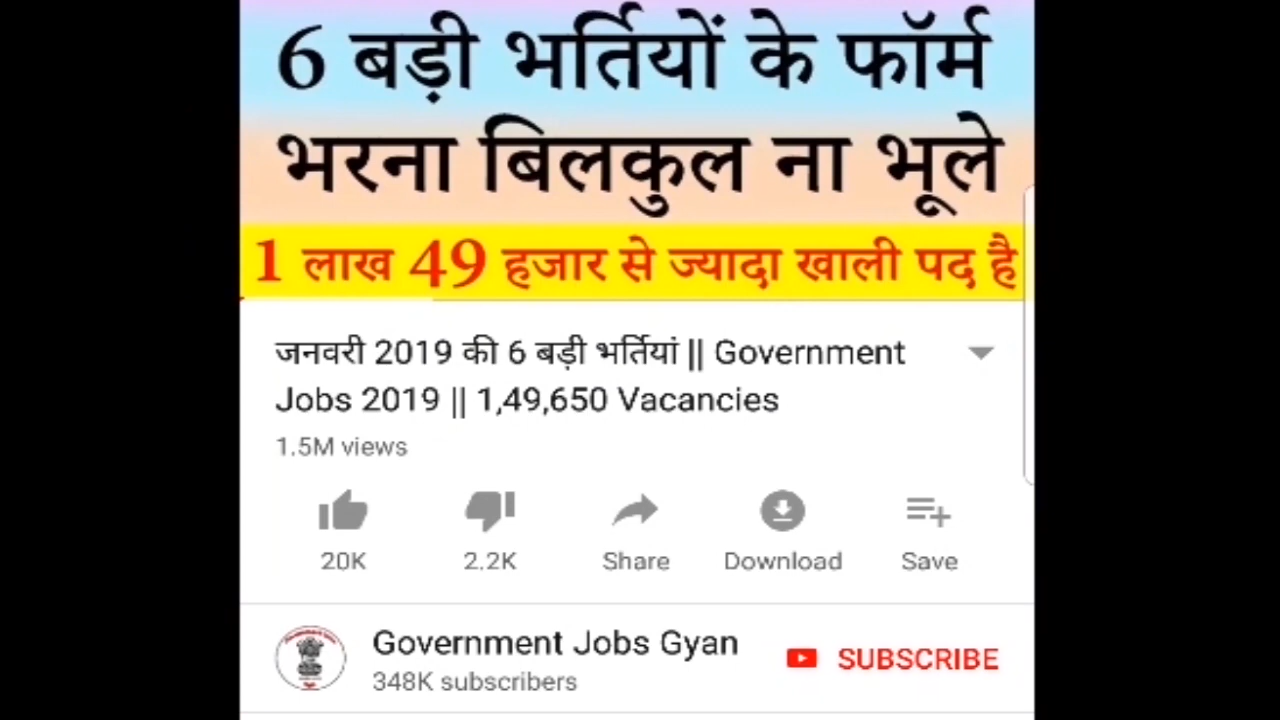 6 बड़ी भर्तियों के फॉर्म
भरना बिलकुल ना भूले
1 लाख 49 हजार से ज्यादा खाली पद है
जनवरी 2019 की 6 बड़ी भर्तियां || Government
Jobs 2019 || 1,49,650 Vacancies
1.5M views
20K 2.2K Share Download Save
Government Jobs Gyan
348K subscribers
SUBSCRIBE